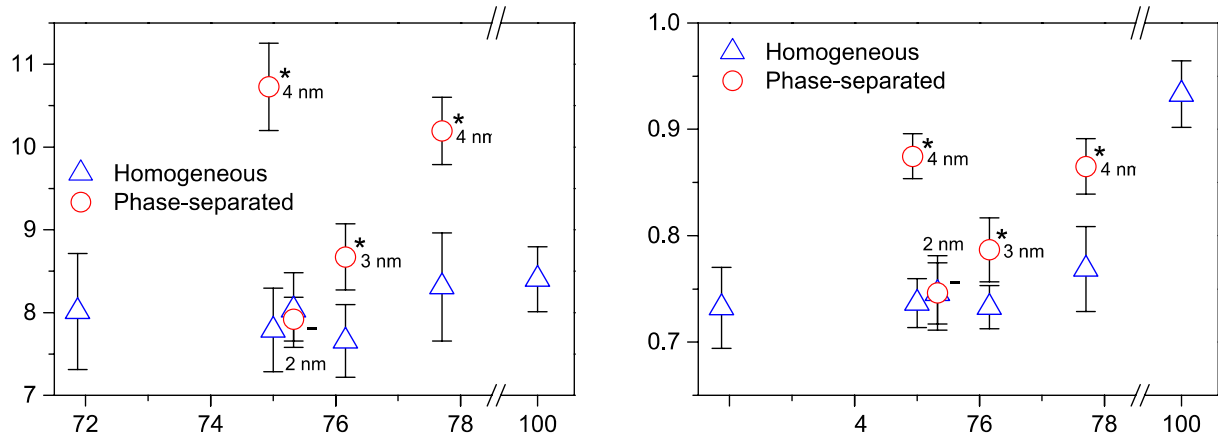 11
10
9
8
7
Homogeneous
Phase-separated
* 4 nm
* 4 nm
* 3 nm
-
2 nm
72 74 76 78 100
1.0
0.9
0.8
0.7
Homogeneous
Phase-separated
* 4 nm
* 4 nm
2 nm
-
* 3 nm
4 76 78 100